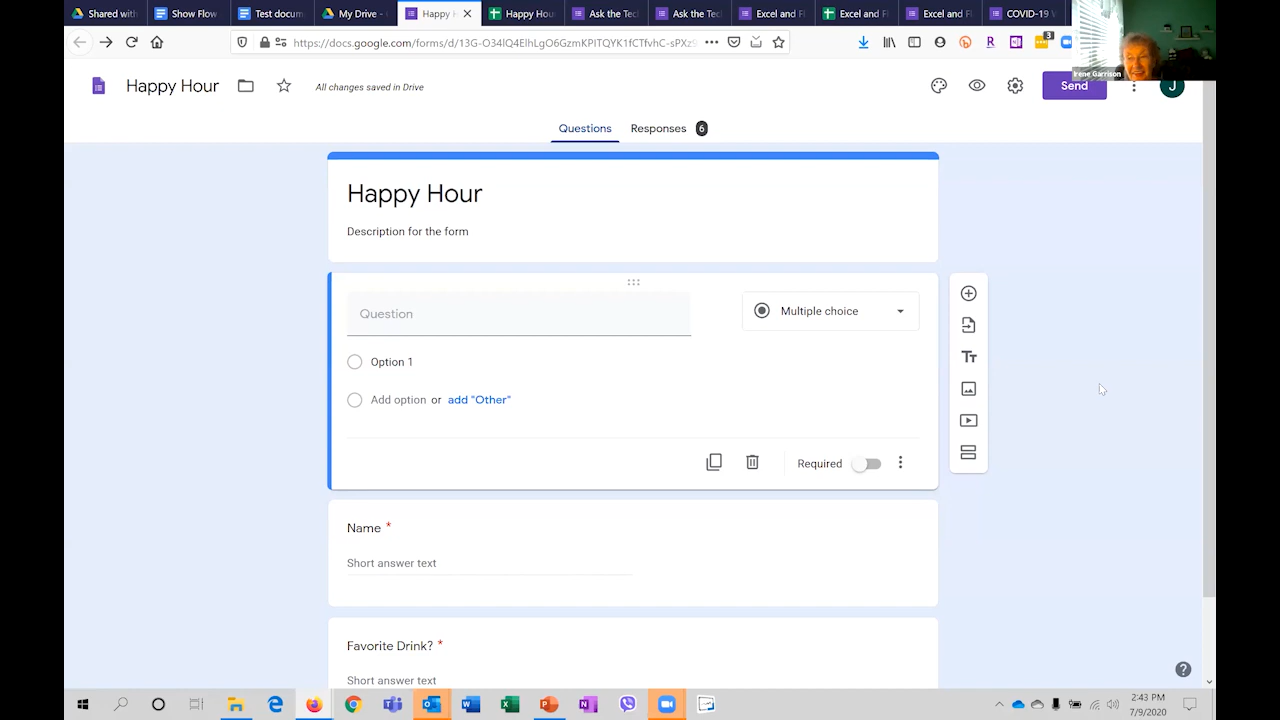 Shared with
Show Flow
Test docum
My Drive
Happy H
Happy Hou
Ask the Tec
Ask the Tec
Excel and F
Excel and F
Excel and F
COVID-19
3
Irene Garrison
Happy Hour
All changes saved in Drive
Send
J
Questions
Responses 6
Happy Hour
Description for the form
Question
Multiple choice
Option 1
Add option or add "Other"
Required
Name *
Short answer text
Favorite Drink? *
Short answer text
2:43 PM
7/9/2020